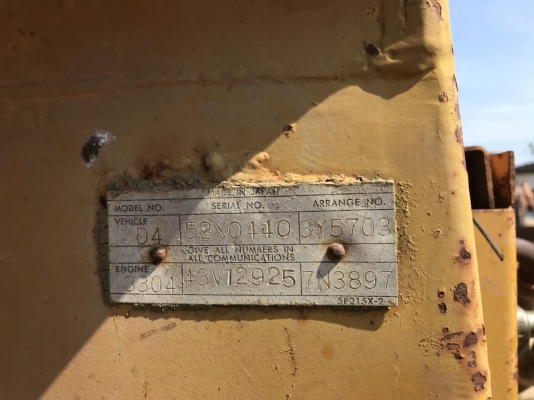 MADE IN JAPAN
MODEL NO. SERIAL NO. ARRANGE NO.
VEHICLE
D4 52X0440 3Y5703
GIVE ALL NUMBERS IN
ALL COMMUNICATIONS
ENGINE
3304 43V12925 7N3897
5P215X-2